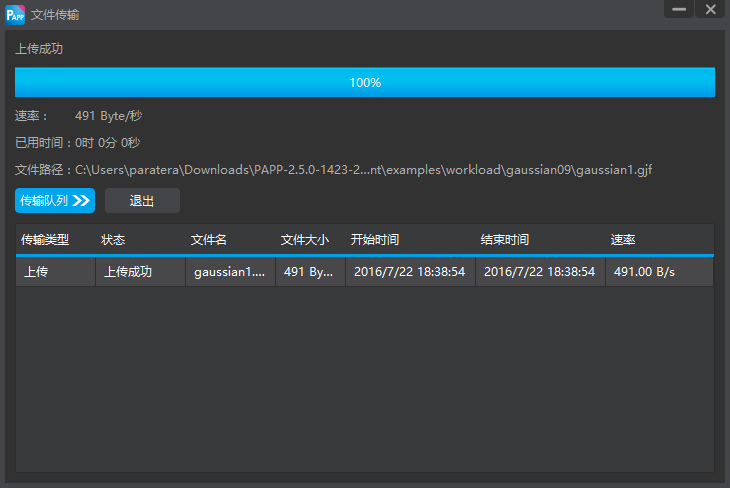 PAPP 文件传输
上传成功
100%
速率： 491 Byte/秒
已用时间：0时 0分 0秒
文件路径：C:\Users\paratera\Downloads\PAPP-2.5.0-1423-2...nt\examples\workload\gaussian09\gaussian1.gjf
传输队列 退出
传输类型 状态 文件名 文件大小 开始时间 结束时间 速率
上传 上传成功 gaussian1.... 491 By... 2016/7/22 18:38:54 2016/7/22 18:38:54 491.00 B/s